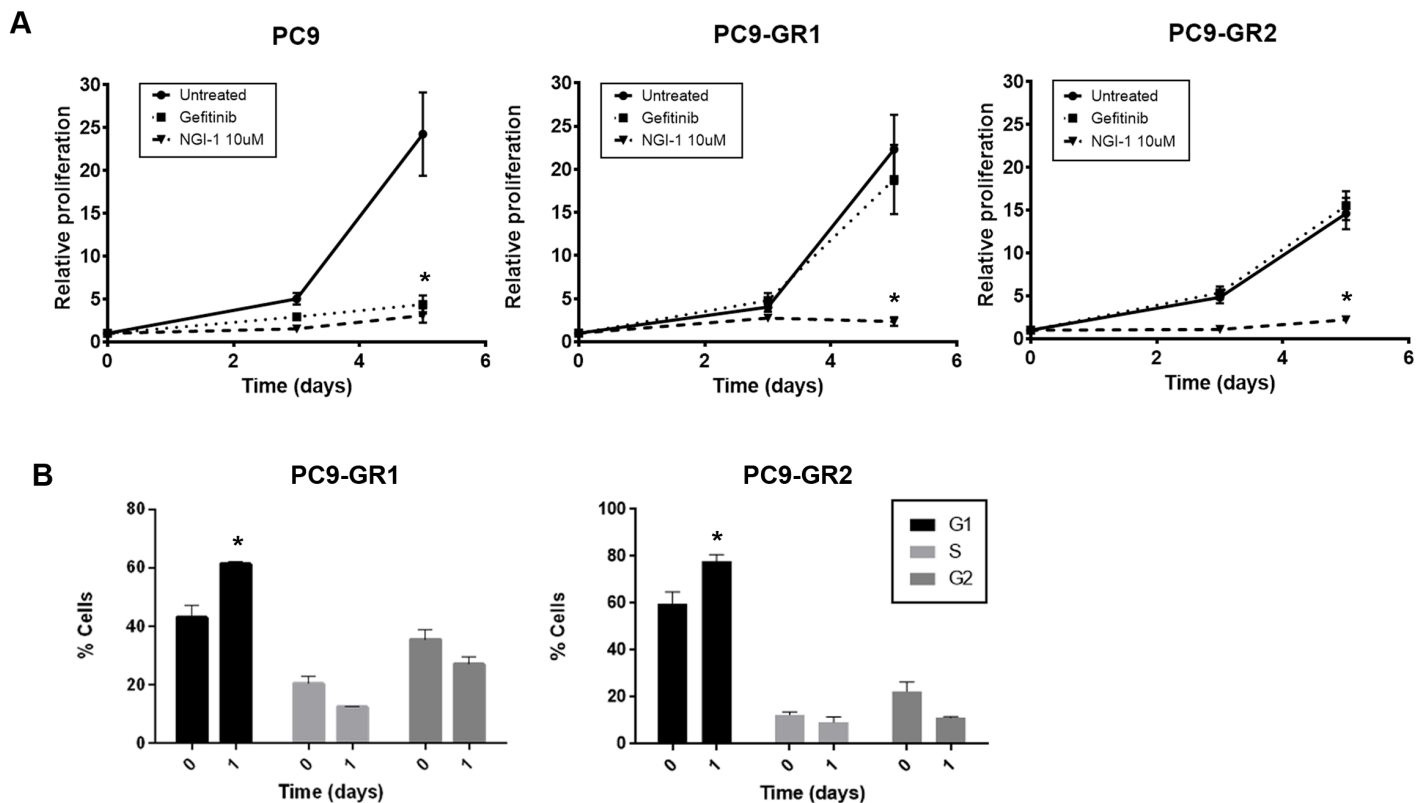 A
PC9
PC9-GR1
PC9-GR2
Relative proliferation
30
25
20
15
10
5
0
Untreated
Gefitinib
NGI-1 10uM
*
0 2 4 6
Time (days)
Relative proliferation
30
25
20
15
10
5
0
Untreated
Gefitinib
NGI-1 10uM
*
0 2 4 6
Time (days)
Relative proliferation
30
25
20
15
10
5
0
Untreated
Gefitinib
NGI-1 10uM
*
0 2 4 6
Time (days)
B
PC9-GR1
% Cells
80
60
40
20
0
*
0 1 0 1 0 1
Time (days)
PC9-GR2
% Cells
100
80
60
40
20
0
*
0 1 0 1 0 1
Time (days)
G1
S
G2